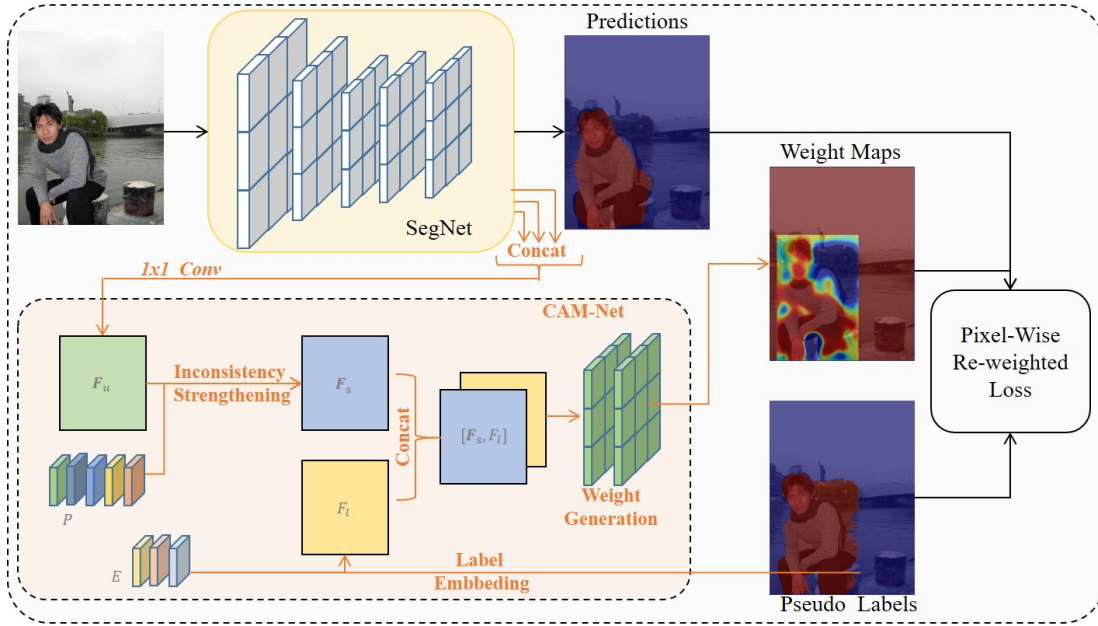 Predictions
SegNet
Concat
1x1 Conv
Weight Maps
CAM-Net
Pixel-Wise
Re-weighted
Loss
F_u
Inconsistency
Strengthening
F_s
Concat
[F_s, F_l]
Weight
Generation
P
F_l
E
Label
Embbeding
Pseudo Labels